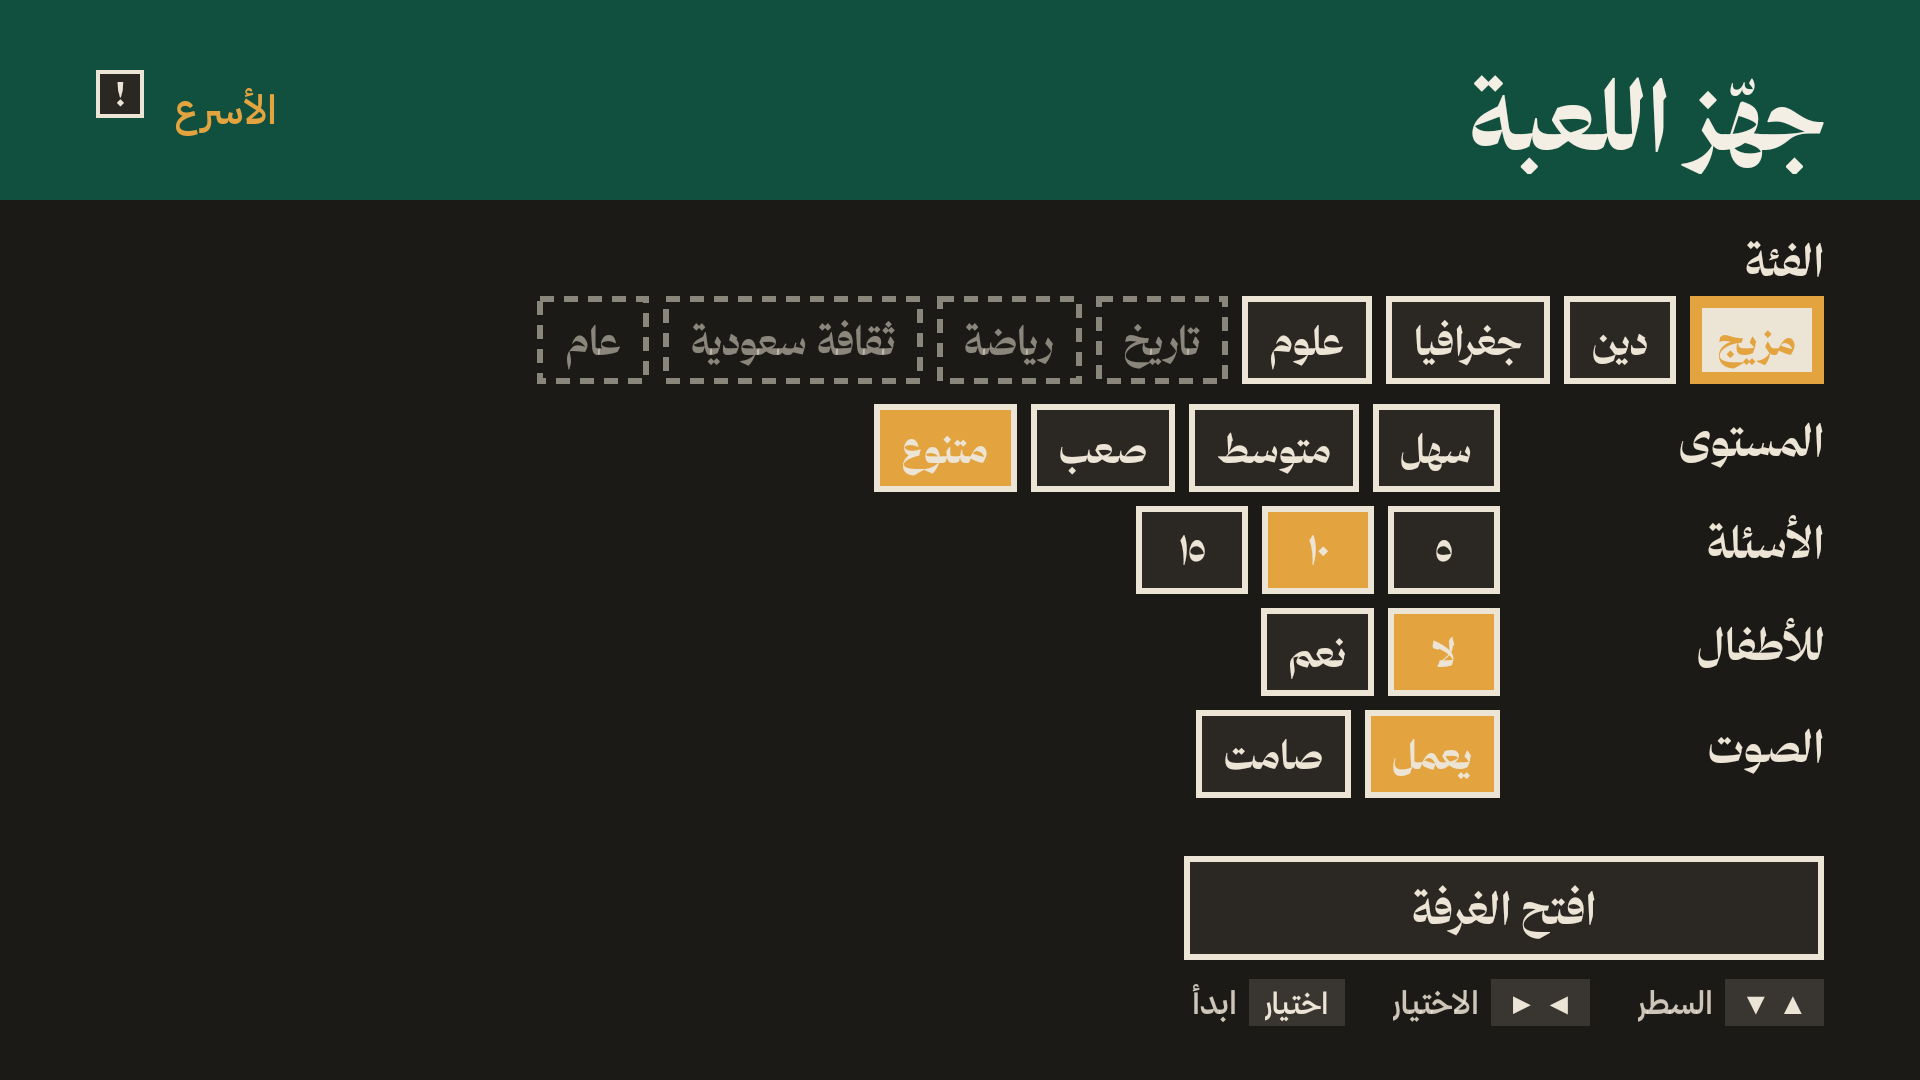 جهّز اللعبة
الأسرع !
الفئة
مزيج دين جغرافيا علوم تاريخ رياضة ثقافة سعودية عام
المستوى سهل متوسط صعب متنوع
الأسئلة ٥ ١٠ ١٥
للأطفال لا نعم
الصوت يعمل صامت
افتح الغرفة
▲ ▼ السطر ◀ ▶ الاختيار اختيار ابدأ